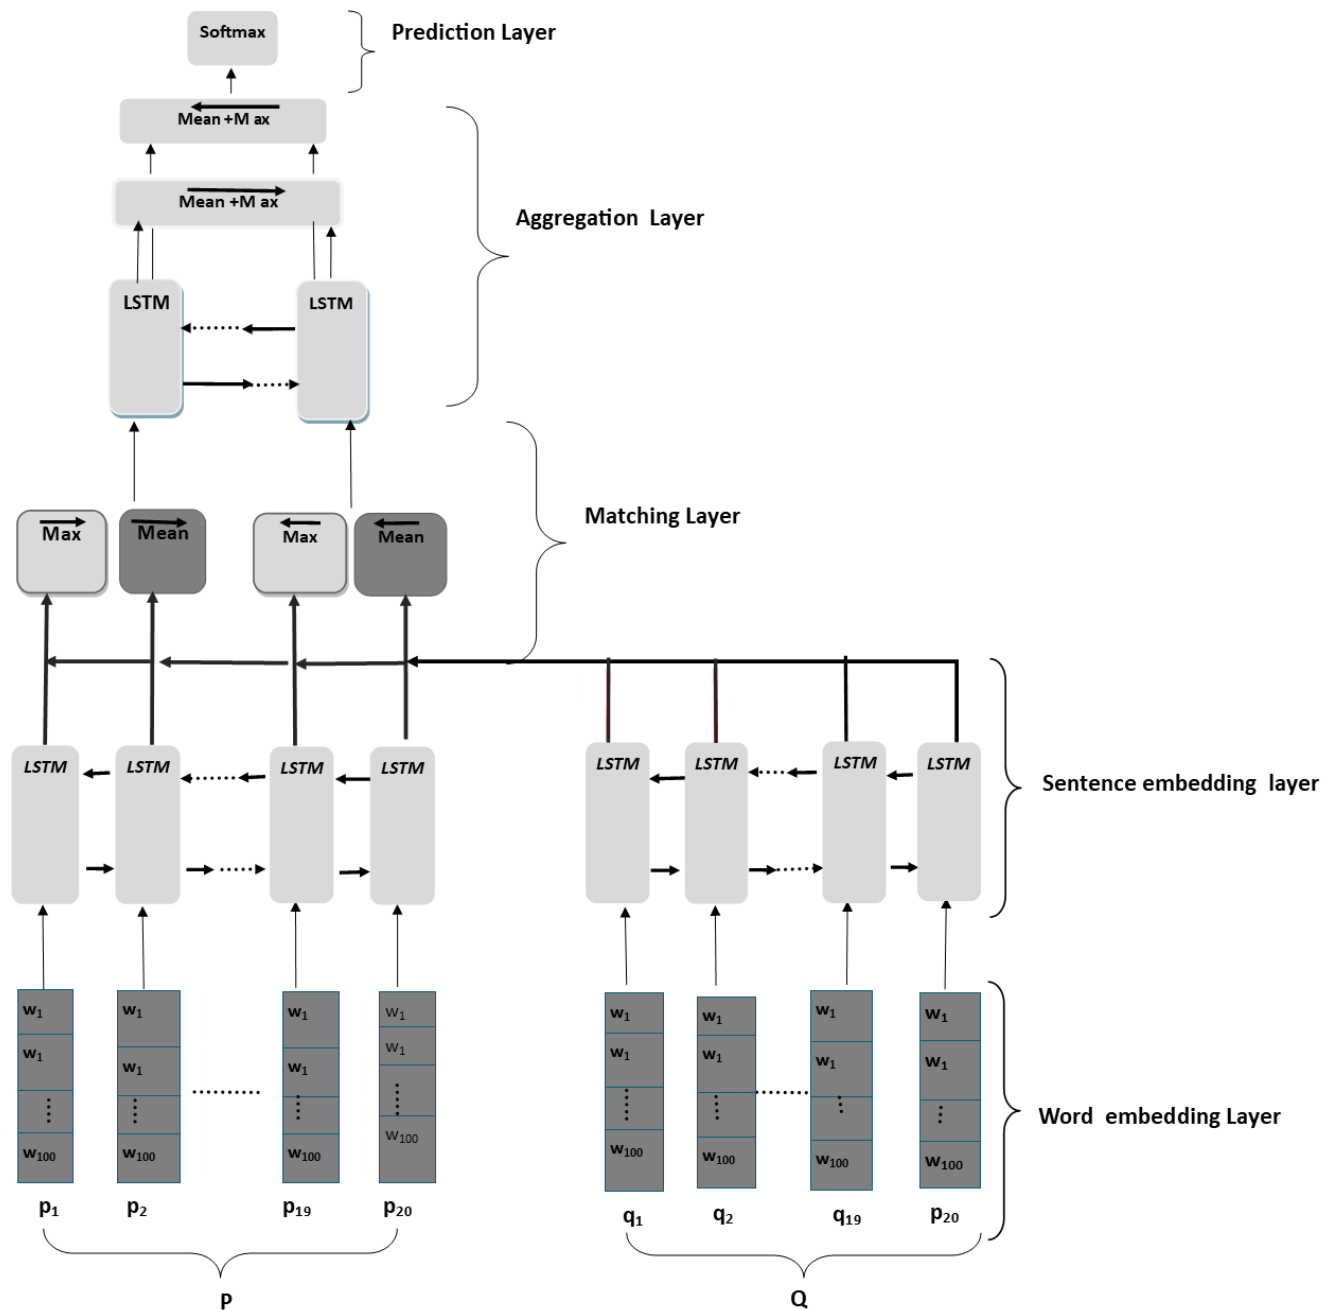 Softmax
Prediction Layer
Mean +M ax
Mean +M ax
Aggregation Layer
LSTM
LSTM
Max
Mean
Max
Mean
Matching Layer
LSTM
LSTM
LSTM
LSTM
LSTM
LSTM
LSTM
LSTM
Sentence embedding layer
w1
w1
w100
w1
w1
w100
w1
w1
w100
w1
w1
w100
w1
w1
w100
w1
w1
w100
w1
w1
w100
w1
w1
w100
Word embedding Layer
p1
p2
p19
p20
q1
q2
q19
p20
P
Q